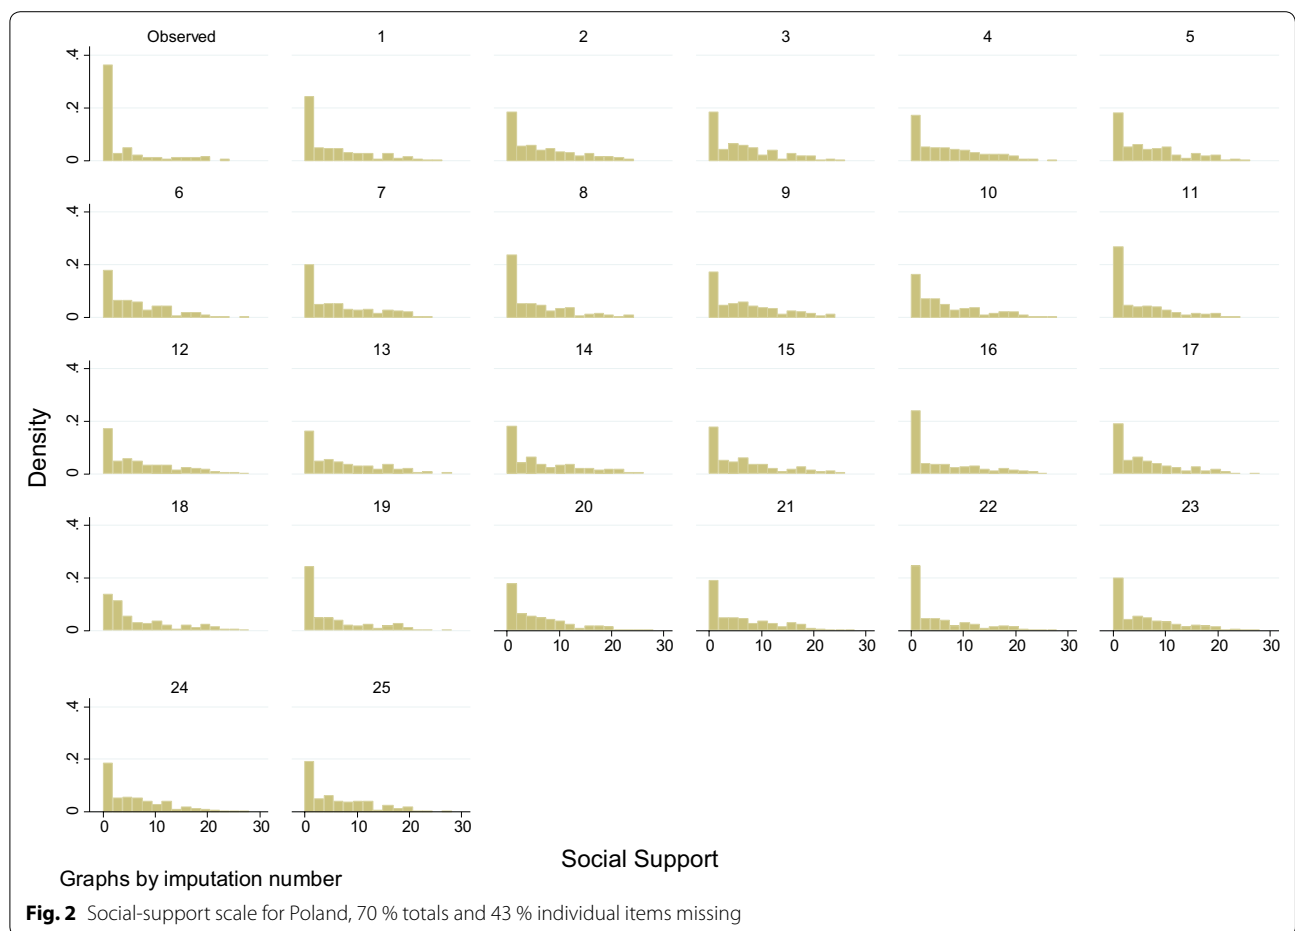 Observed 1 2 3 4 5
.4
.2
0
6 7 8 9 10 11
.4
.2
0
12 13 14 15 16 17
.4
.2
0
18 19 20 21 22 23
.4
.2
0
0 10 20 30 0 10 20 30 0 10 20 30 0 10 20 30
24 25
.4
.2
0
0 10 20 30 0 10 20 30
Density
Social Support
Graphs by imputation number
Fig. 2 Social-support scale for Poland, 70 % totals and 43 % individual items missing